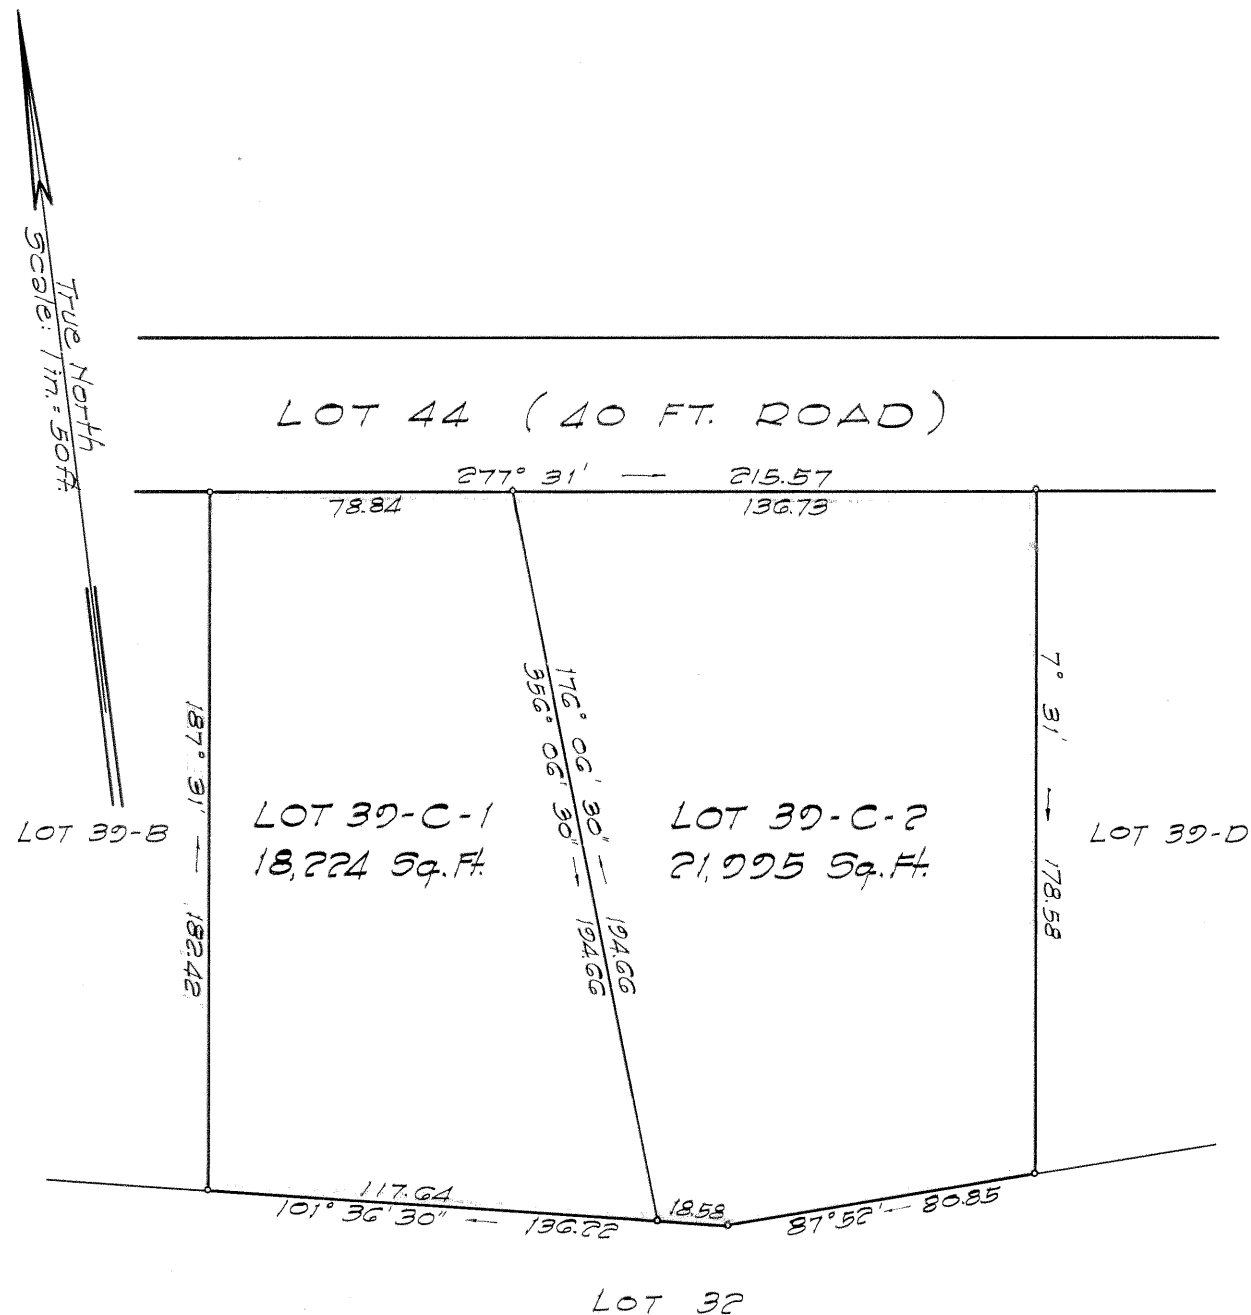 True North
Scale: 1 in. = 50ft
LOT 44 (40 FT. ROAD)
277° 31' — 215.57
78.84
136.73
187° 31' — 182.42
176° 06' 30" — 194.66
356° 06' 30" — 194.66
7° 31' — 178.58
LOT 39-B
LOT 39-C-1
18,224 Sq.Ft.
LOT 39-C-2
21,995 Sq.Ft.
LOT 39-D
117.64
101° 36' 30" — 136.22
18.58
87° 52' — 80.85
LOT 32